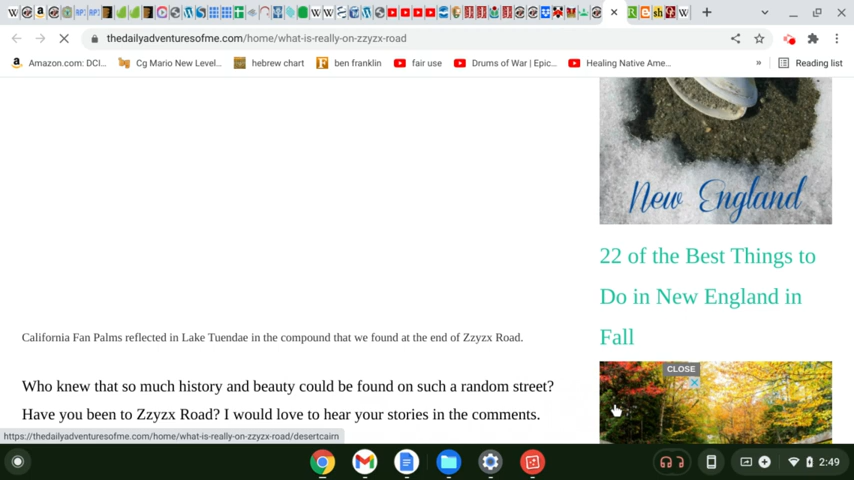 thedailyadventuresofme.com/home/what-is-really-on-zzyzx-road
Amazon.com: DCI...
Cg Mario New Level...
hebrew chart
ben franklin
fair use
Drums of War | Epic...
Healing Native Ame...
»
Reading list
New England
22 of the Best Things to
Do in New England in
Fall
CLOSE
California Fan Palms reflected in Lake Tuendae in the compound that we found at the end of Zzyzx Road.
Who knew that so much history and beauty could be found on such a random street?
Have you been to Zzyzx Road? I would love to hear your stories in the comments.
https://thedailyadventuresofme.com/home/what-is-really-on-zzyzx-road/desertcairn
2:49